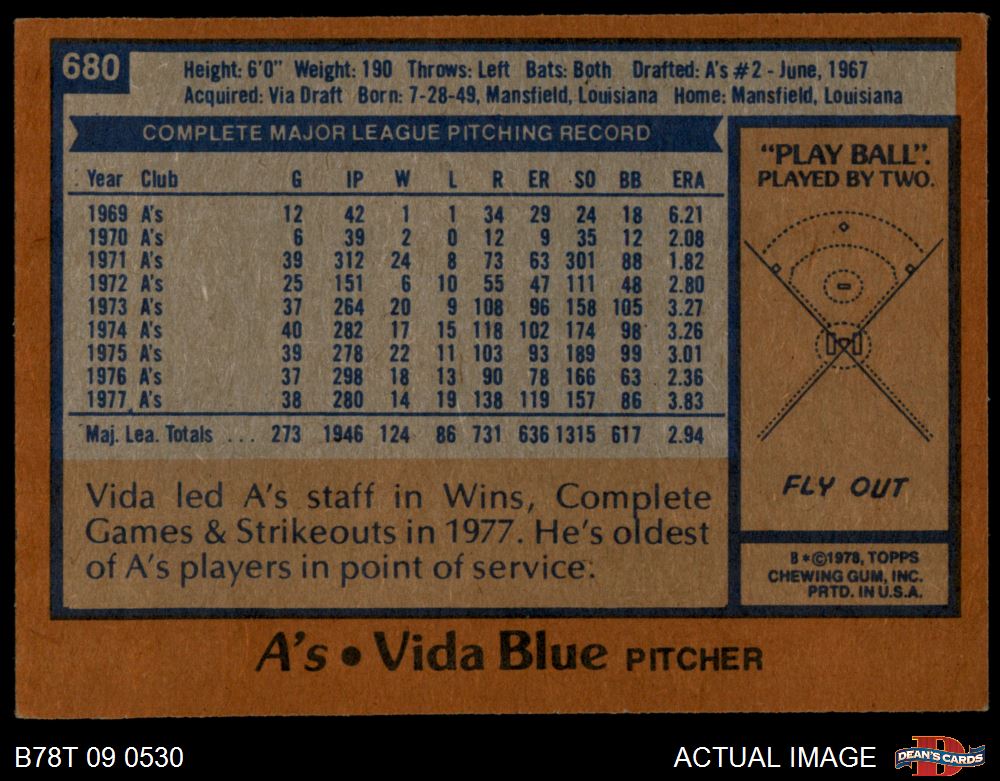 680
Height: 6'0" Weight: 190 Throws: Left Bats: Both Drafted: A's #2 - June, 1967
Acquired: Via Draft Born: 7-28-49, Mansfield, Louisiana Home: Mansfield, Louisiana
COMPLETE MAJOR LEAGUE PITCHING RECORD
Year Club G IP W L R ER SO BB ERA
1969 A's 12 42 1 1 34 29 24 18 6.21
1970 A's 6 39 2 0 12 9 35 12 2.08
1971 A's 39 312 24 8 73 63 301 88 1.82
1972 A's 25 151 6 10 55 47 111 48 2.80
1973 A's 37 264 20 9 108 96 158 105 3.27
1974 A's 40 282 17 15 118 102 174 98 3.26
1975 A's 39 278 22 11 103 93 189 99 3.01
1976 A's 37 298 18 13 90 78 166 63 2.36
1977 A's 38 280 14 19 138 119 157 86 3.83
Maj. Lea. Totals ... 273 1946 124 86 731 636 1315 617 2.94
Vida led A's staff in Wins, Complete
Games & Strikeouts in 1977. He's oldest
of A's players in point of service.
"PLAY BALL".
PLAYED BY TWO.
FLY OUT
B*©1978, TOPPS
CHEWING GUM, INC.
PRTD. IN U.S.A.
A's • Vida Blue PITCHER
B78T 09 0530
ACTUAL IMAGE
DEAN'S CARDS